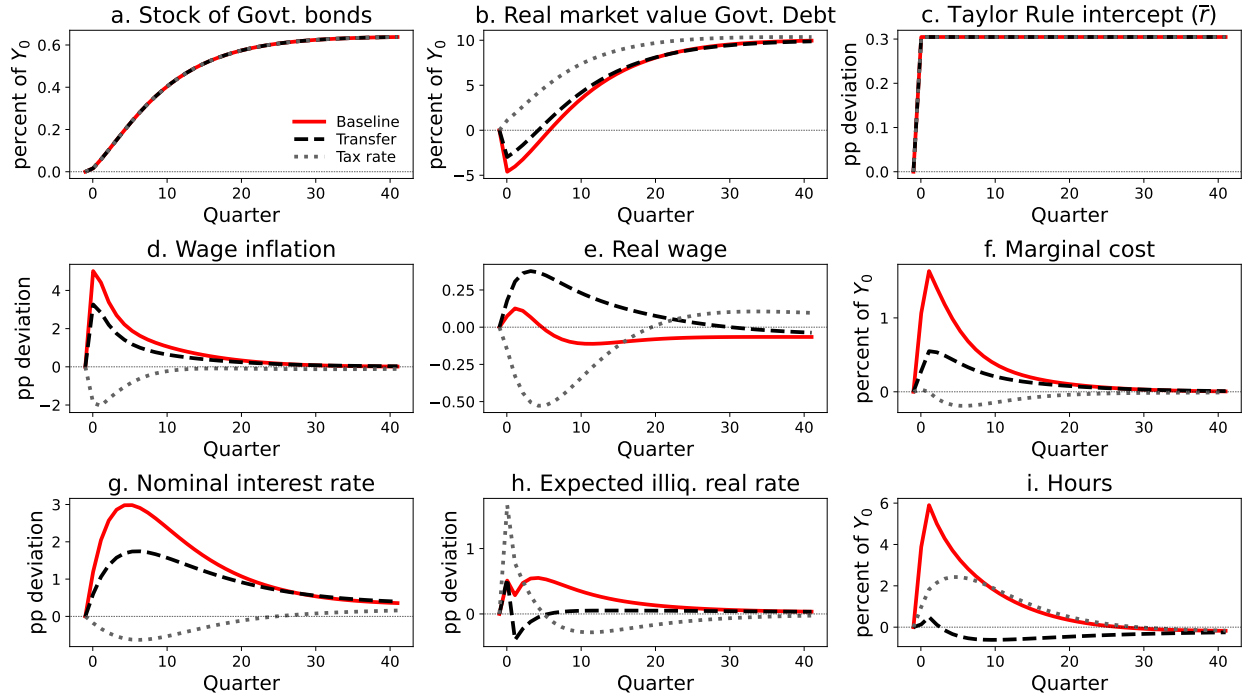 a. Stock of Govt. bonds
percent of Y0
0.6
0.4
0.2
0.0
Baseline
Transfer
Tax rate
0 10 20 30 40
Quarter
b. Real market value Govt. Debt
percent of Y0
10
5
0
−5
0 10 20 30 40
Quarter
c. Taylor Rule intercept (r̄)
pp deviation
0.3
0.2
0.1
0.0
0 10 20 30 40
Quarter
d. Wage inflation
pp deviation
4
2
0
−2
0 10 20 30 40
Quarter
e. Real wage
0.25
0.00
−0.25
−0.50
0 10 20 30 40
Quarter
f. Marginal cost
percent of Y0
1
0
0 10 20 30 40
Quarter
g. Nominal interest rate
pp deviation
3
2
1
0
0 10 20 30 40
Quarter
h. Expected illiq. real rate
pp deviation
1
0
0 10 20 30 40
Quarter
i. Hours
percent of Y0
6
4
2
0
0 10 20 30 40
Quarter